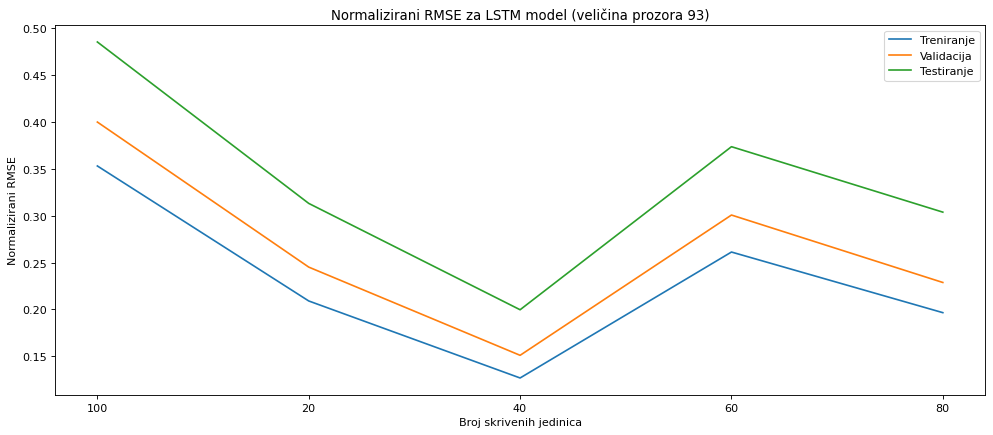 Normalizirani RMSE za LSTM model (veličina prozora 93)
Treniranje
Validacija
Testiranje
Normalizirani RMSE
0.50
0.45
0.40
0.35
0.30
0.25
0.20
0.15
100
20
40
60
80
Broj skrivenih jedinica